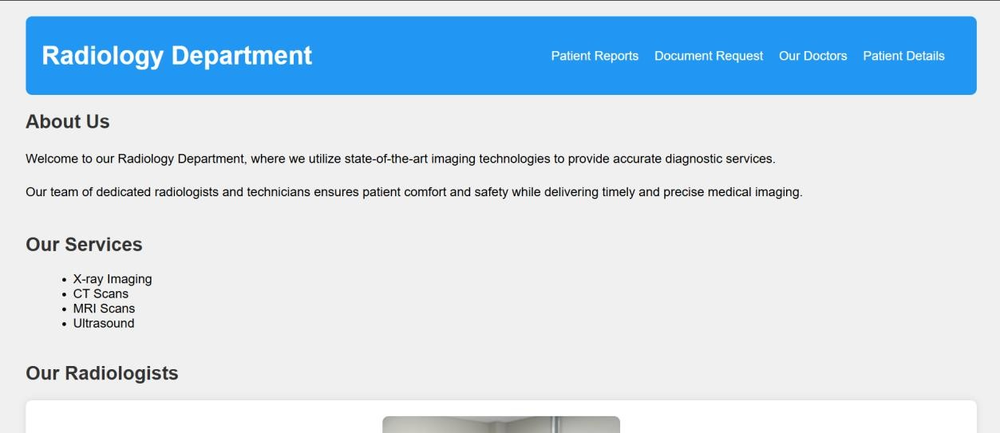 Radiology Department
Patient Reports Document Request Our Doctors Patient Details
About Us
Welcome to our Radiology Department, where we utilize state-of-the-art imaging technologies to provide accurate diagnostic services.
Our team of dedicated radiologists and technicians ensures patient comfort and safety while delivering timely and precise medical imaging.
Our Services
• X-ray Imaging
• CT Scans
• MRI Scans
• Ultrasound
Our Radiologists